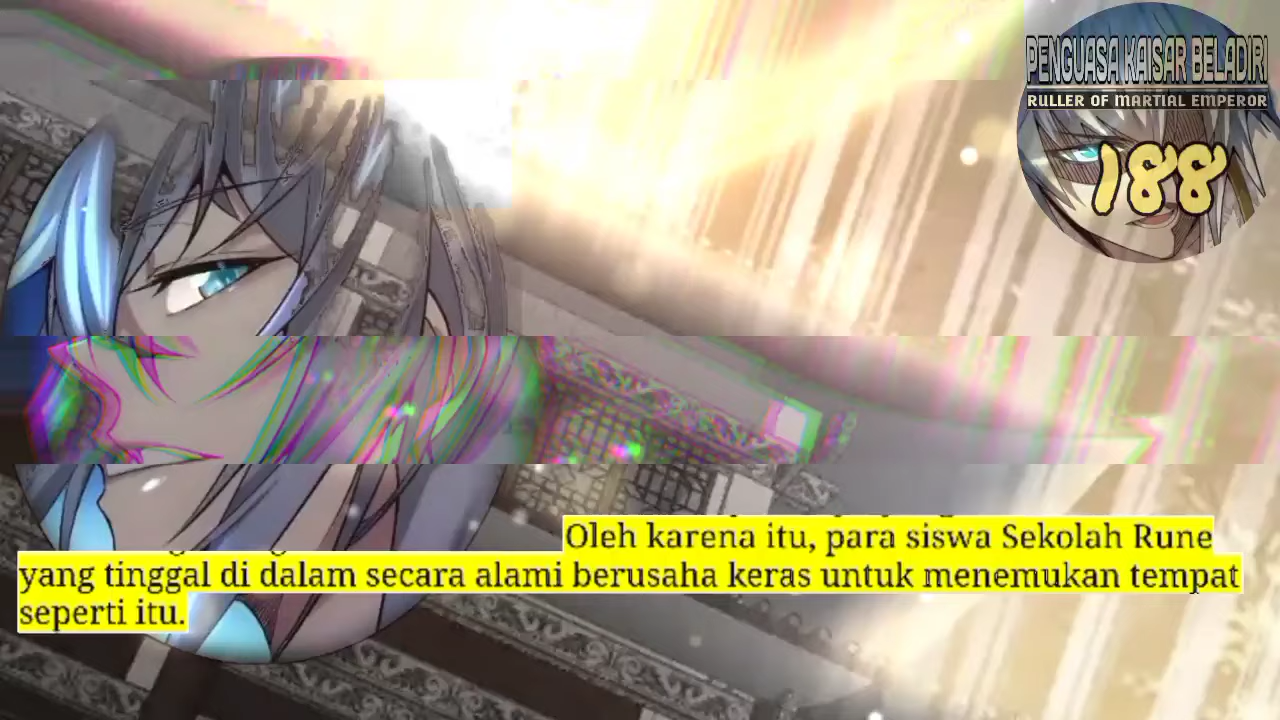 PENGUASA KAISAR BELADIRI
RULLER OF MARTIAL EMPEROR
188
Oleh karena itu, para siswa Sekolah Rune
yang tinggal di dalam secara alami berusaha keras untuk menemukan tempat
seperti itu.